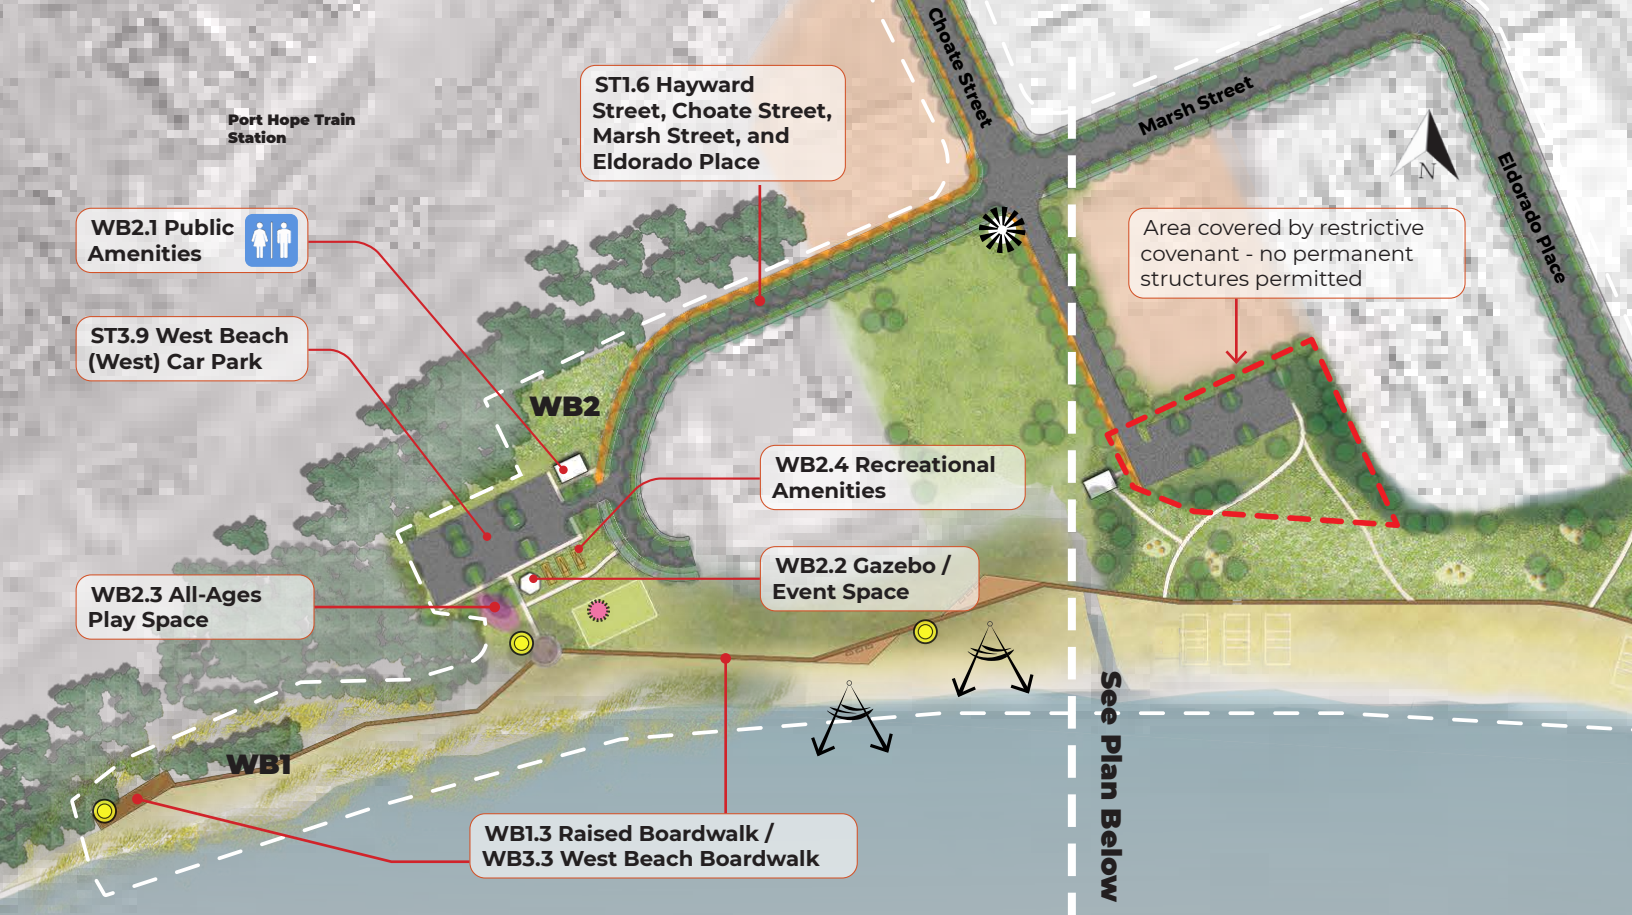 Choate Street
Marsh Street
Eldorado Place
Port Hope Train
Station
ST1.6 Hayward
Street, Choate Street,
Marsh Street, and
Eldorado Place
N
WB2.1 Public
Amenities
Area covered by restrictive
covenant - no permanent
structures permitted
ST3.9 West Beach
(West) Car Park
WB2
WB2.4 Recreational
Amenities
WB2.2 Gazebo /
Event Space
WB2.3 All-Ages
Play Space
WB1
See Plan Below
WB1.3 Raised Boardwalk /
WB3.3 West Beach Boardwalk